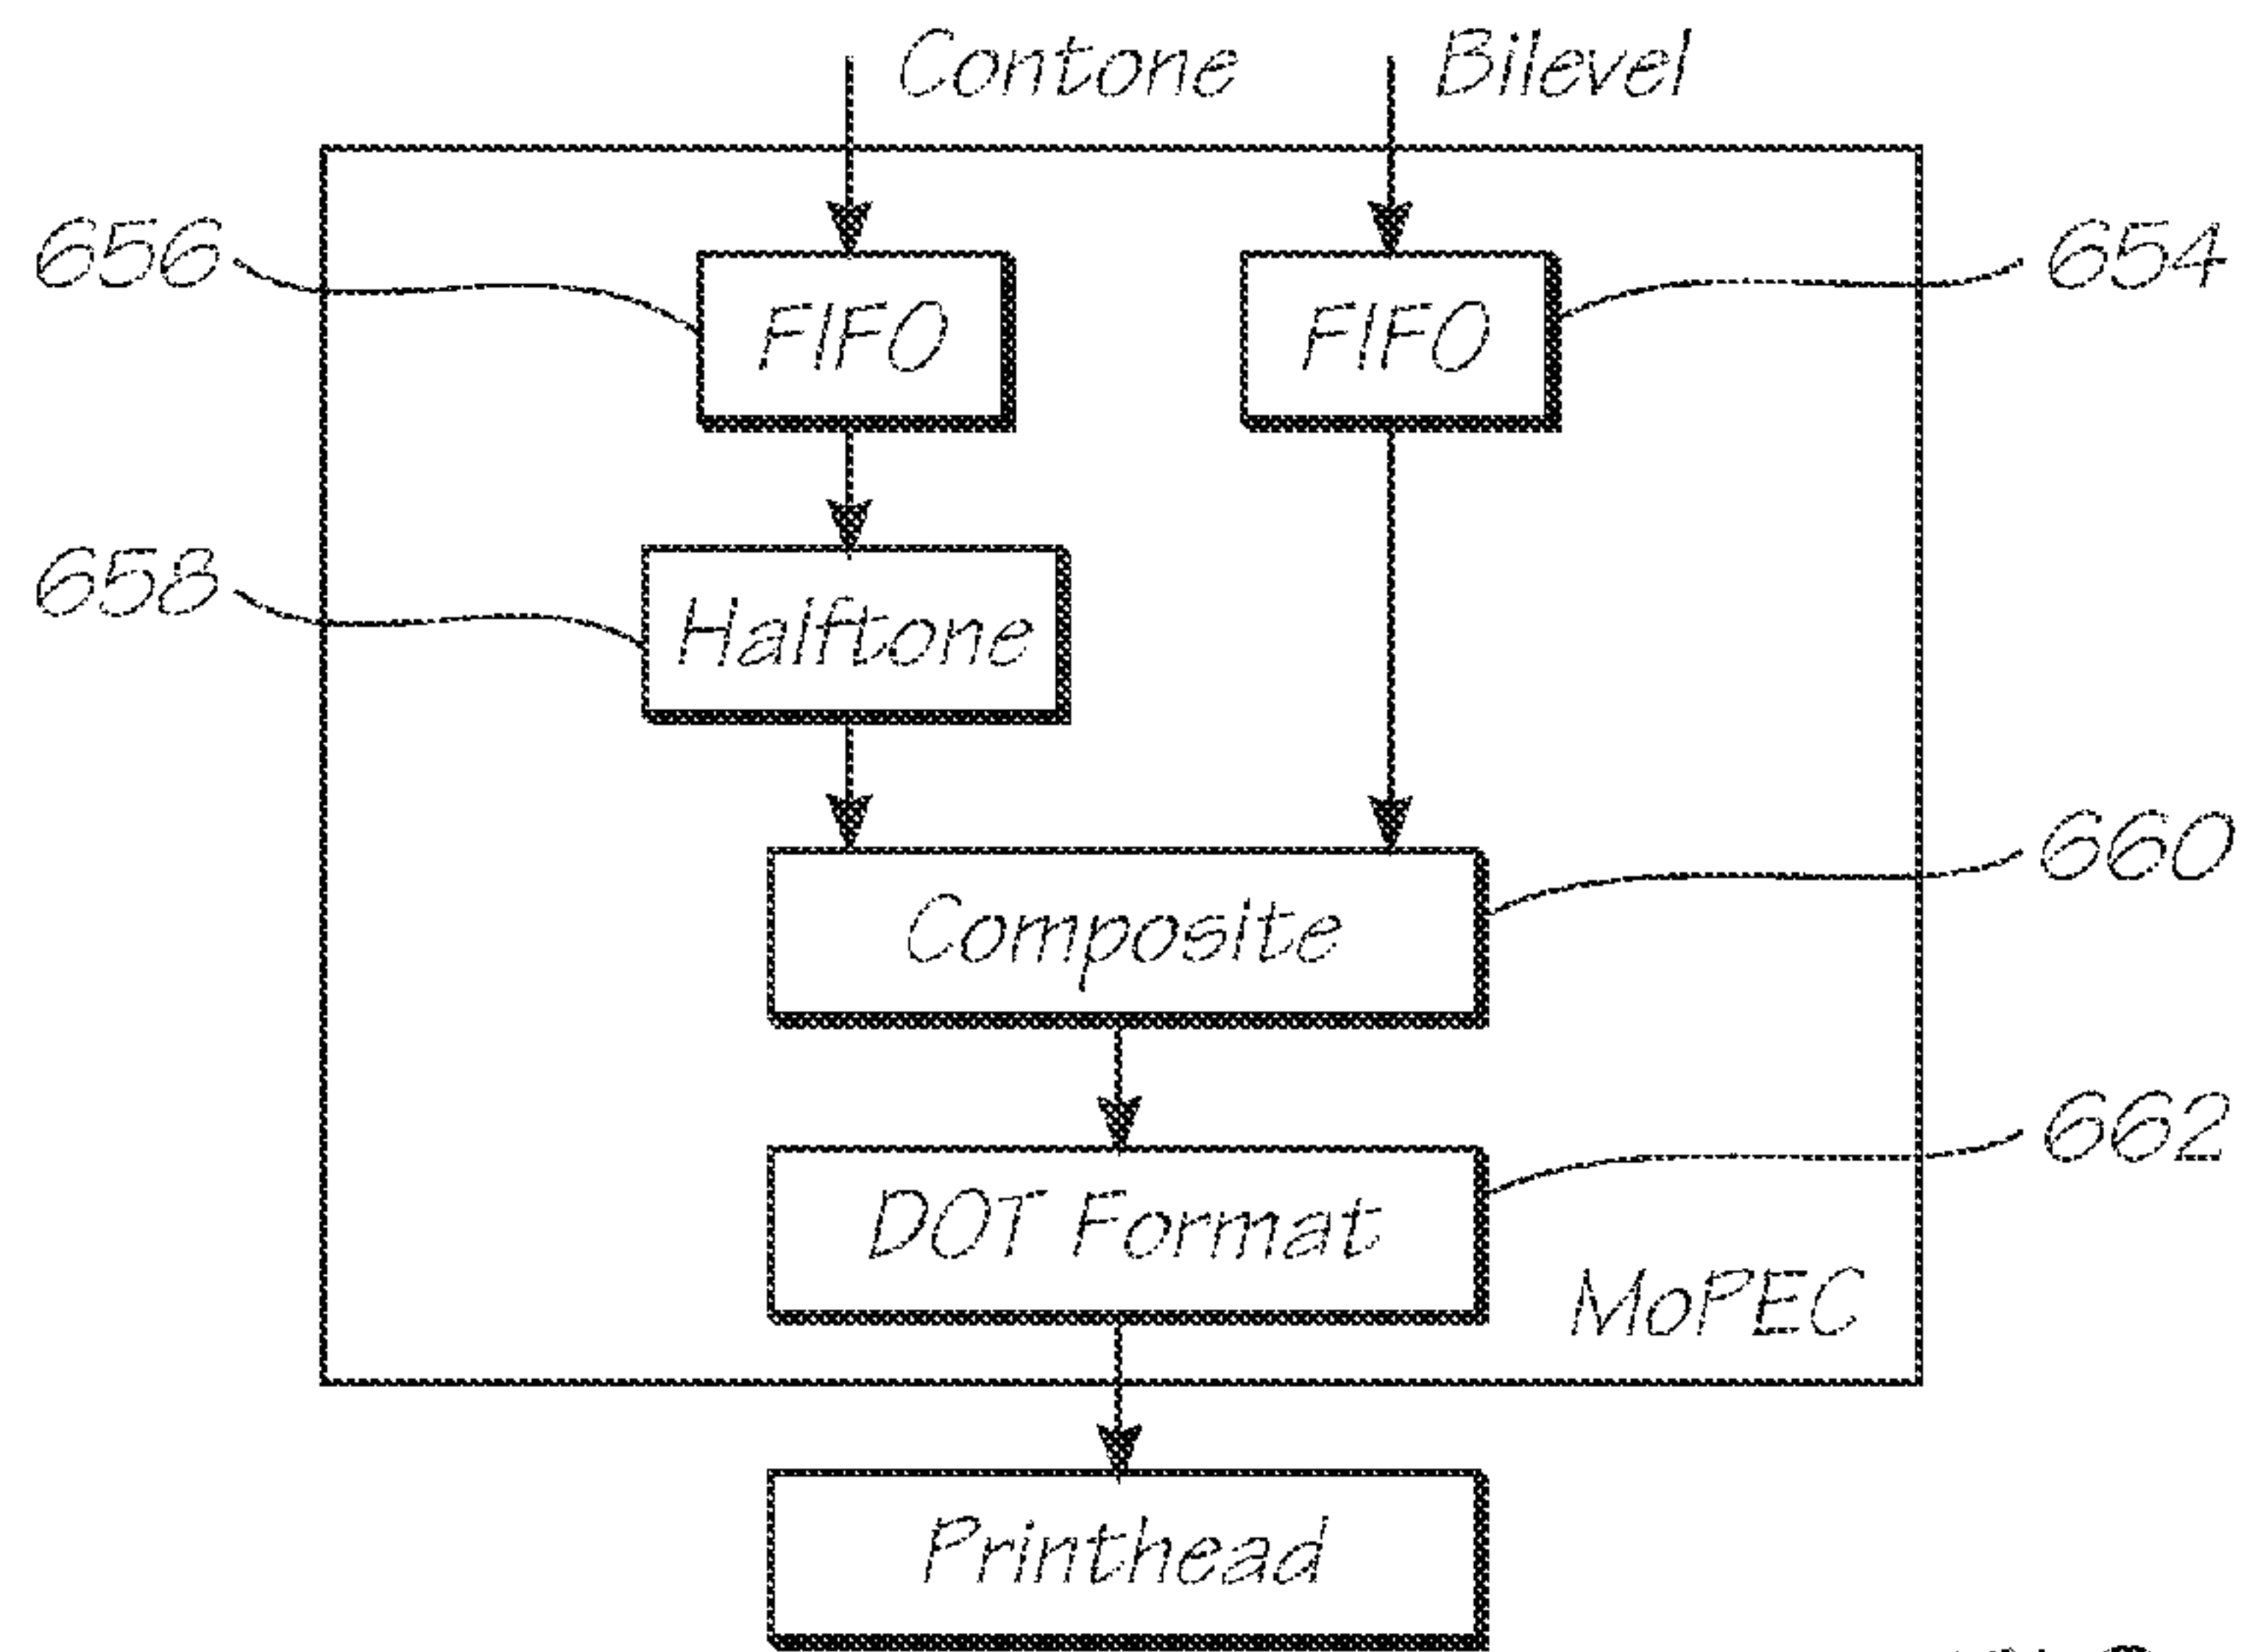 Contone Bilevel
656 FIFO FIFO 654
658 Halftone
Composite 660
DOT Format 662
MoPEC
Printhead